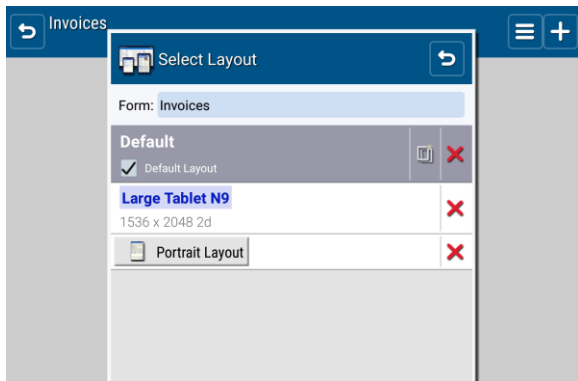 Invoices
Select Layout
Form: Invoices
Default
Default Layout
Large Tablet N9
1536 x 2048 2d
Portrait Layout